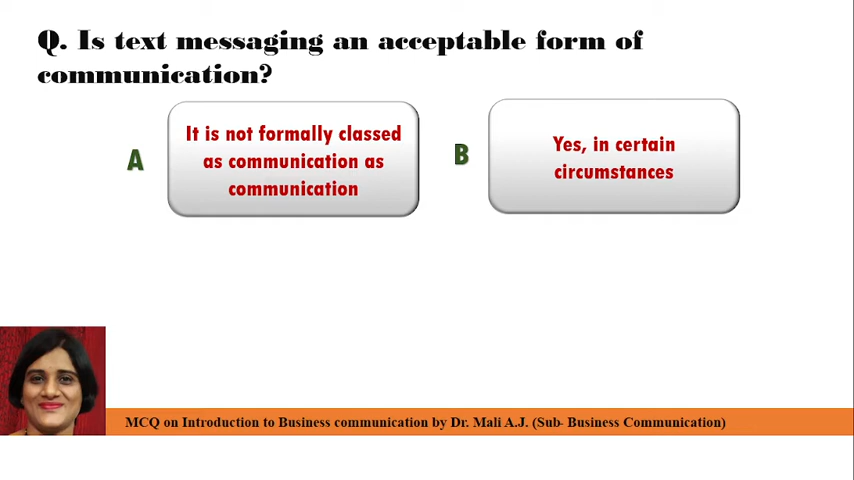 Q. Is text messaging an acceptable form of
communication?
A
It is not formally classed
as communication as
communication
B
Yes, in certain
circumstances
MCQ on Introduction to Business communication by Dr. Mali A.J. (Sub- Business Communication)